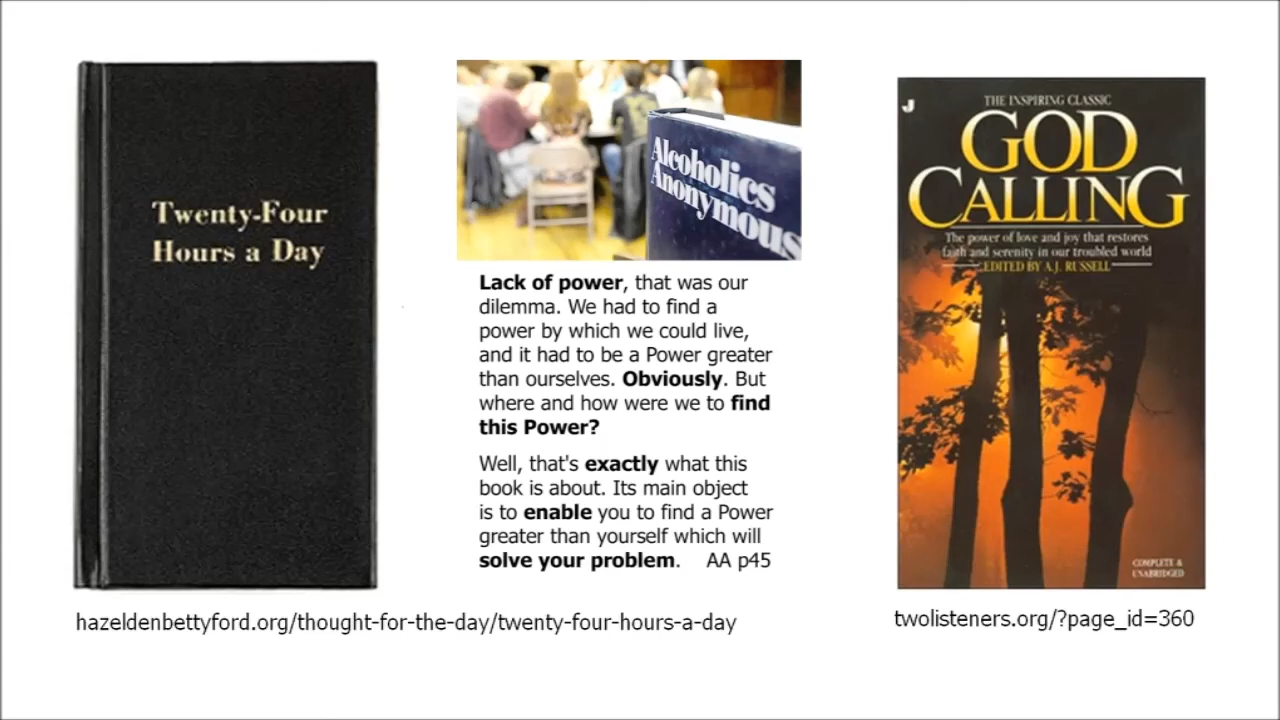 Twenty-Four
Hours a Day
hazeldenbettyford.org/thought-for-the-day/twenty-four-hours-a-day
Alcoholics
Anonymous
Lack of power, that was our
dilemma. We had to find a
power by which we could live,
and it had to be a Power greater
than ourselves. Obviously. But
where and how were we to find
this Power?
Well, that's exactly what this
book is about. Its main object
is to enable you to find a Power
greater than yourself which will
solve your problem. AA p45
J
THE INSPIRING CLASSIC
GOD
CALLING
The power of love and joy that restores
faith and serenity in our troubled world
EDITED BY A.J. RUSSELL
COMPLETE &
UNABRIDGED
twolisteners.org/?page_id=360